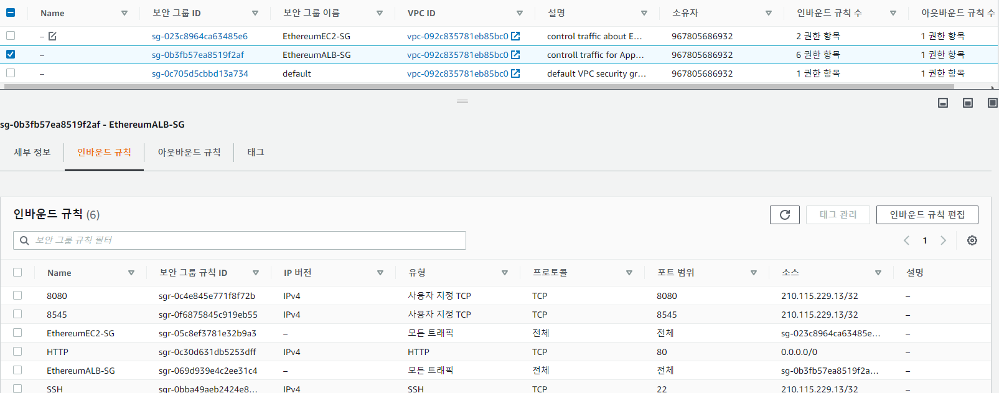 Name 보안 그룹 ID 보안 그룹 이름 VPC ID 설명 소유자 인바운드 규칙 수 아웃바운드 규칙 수
– sg-023c8964ca63485e6 EthereumEC2-SG vpc-092c835781eb85bc0 control traffic about E... 967805686932 2 권한 항목 1 권한 항목
– sg-0b3fb57ea8519f2af EthereumALB-SG vpc-092c835781eb85bc0 controll traffic for App... 967805686932 6 권한 항목 1 권한 항목
– sg-0c705d5cbbd13a734 default vpc-092c835781eb85bc0 default VPC security gr... 967805686932 1 권한 항목 1 권한 항목
sg-0b3fb57ea8519f2af - EthereumALB-SG
세부 정보 인바운드 규칙 아웃바운드 규칙 태그
인바운드 규칙 (6) 태그 관리 인바운드 규칙 편집
보안 그룹 규칙 필터 1
Name 보안 그룹 규칙 ID IP 버전 유형 프로토콜 포트 범위 소스 설명
8080 sgr-0c4e845e771f8f72b IPv4 사용자 지정 TCP TCP 8080 210.115.229.13/32 –
8545 sgr-0f6875845c919eb55 IPv4 사용자 지정 TCP TCP 8545 210.115.229.13/32 –
EthereumEC2-SG sgr-05c8ef3781e32b9a3 – 모든 트래픽 전체 전체 sg-023c8964ca63485e... –
HTTP sgr-0c30d631db5253dff IPv4 HTTP TCP 80 0.0.0.0/0 –
EthereumALB-SG sgr-069d939e4c2ee31c4 – 모든 트래픽 전체 전체 sg-0b3fb57ea8519f2a... –
SSH sgr-0bba49aeb2424e8... IPv4 SSH TCP 22 210.115.229.13/32 –